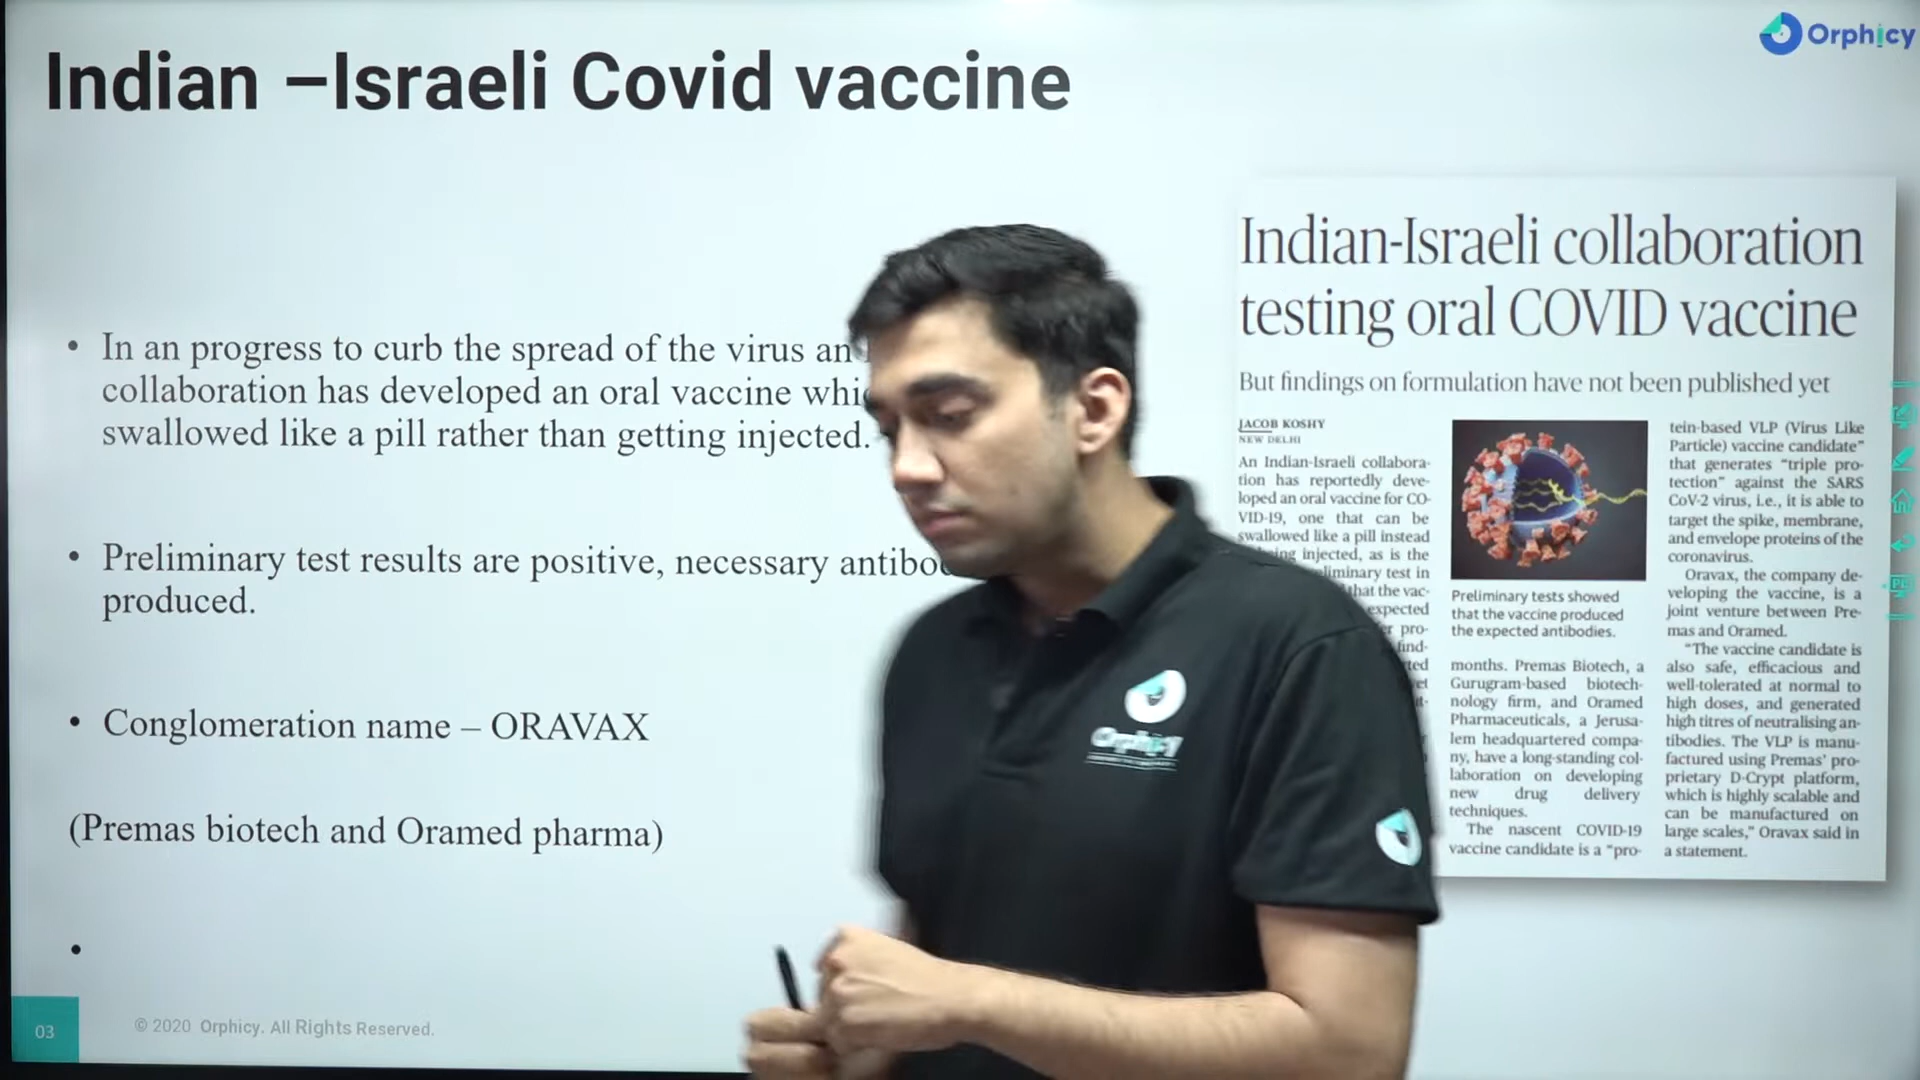 Orphicy
Indian –Israeli Covid vaccine
• In an progress to curb the spread of the virus an
collaboration has developed an oral vaccine
swallowed like a pill rather than getting injected.
• Preliminary test results are positive, necessary
produced.
• Conglomeration name – ORAVAX
(Premas biotech and Oramed pharma)
•
03
© 2020 Orphicy. All Rights Reserved.
Indian-Israeli collaboration
testing oral COVID vaccine
But findings on formulation have not been published yet
JACOB KOSHY
NEW DELHI
An Indian-Israeli collabora-
tion has reportedly deve-
loped an oral vaccine for CO-
VID-19, one that can be
swallowed like a pill instead
injected, as is the
test in
that the vac-
expected
pro-
find-
Preliminary tests showed
that the vaccine produced
the expected antibodies.
months. Premas Biotech, a
Gurugram-based biotech-
nology firm, and Oramed
Pharmaceuticals, a Jerusa-
lem headquartered compa-
ny, have a long-standing col-
laboration on developing
new drug delivery
techniques.
The nascent COVID-19
vaccine candidate is a "pro-
tein-based VLP (Virus Like
Particle) vaccine candidate"
that generates "triple pro-
tection" against the SARS
CoV-2 virus, i.e., it is able to
target the spike, membrane,
and envelope proteins of the
coronavirus.
Oravax, the company de-
veloping the vaccine, is a
joint venture between Pre-
mas and Oramed.
"The vaccine candidate is
also safe, efficacious and
well-tolerated at normal to
high doses, and generated
high titres of neutralising an-
tibodies. The VLP is manu-
factured using Premas' pro-
prietary D-Crypt platform,
which is highly scalable and
can be manufactured on
large scales," Oravax said in
a statement.
Orphicy